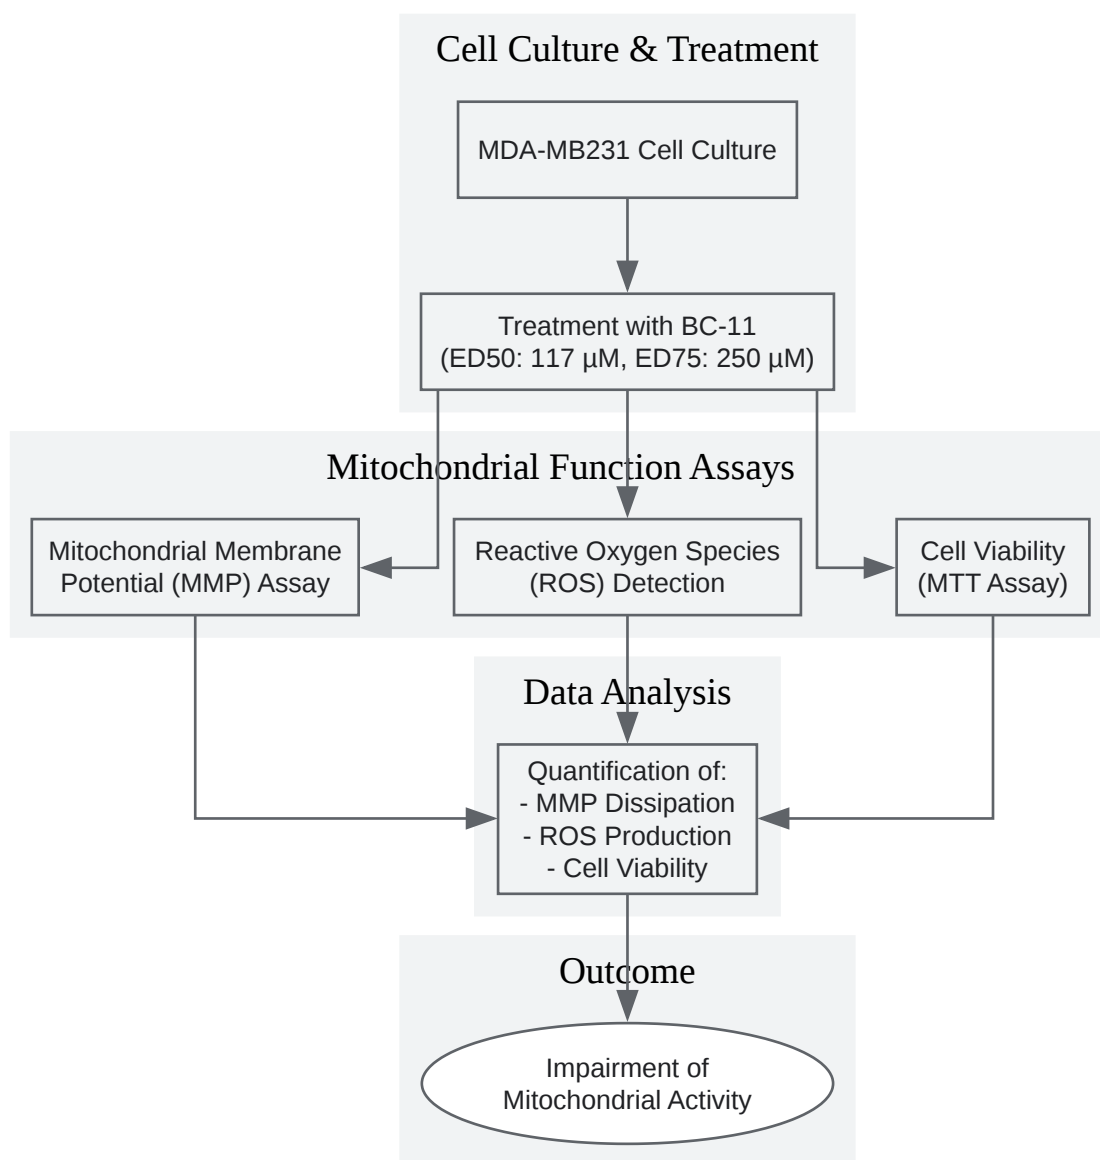 Cell Culture & Treatment
MDA-MB231 Cell Culture
Treatment with BC-11
(ED50: 117 µM, ED75: 250 µM)
Mitochondrial Function Assays
Mitochondrial Membrane
Potential (MMP) Assay
Reactive Oxygen Species
(ROS) Detection
Cell Viability
(MTT Assay)
Data Analysis
Quantification of:
- MMP Dissipation
- ROS Production
- Cell Viability
Outcome
Impairment of
Mitochondrial Activity